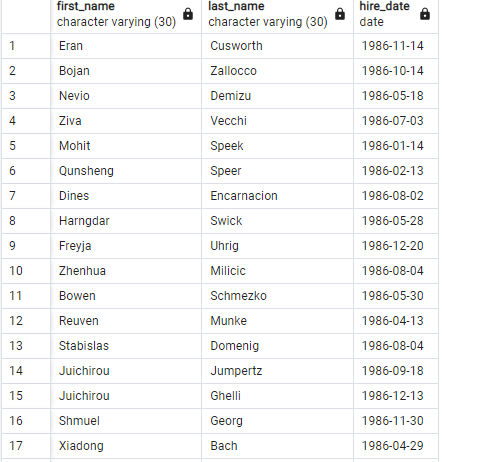 first_name last_name hire_date
character varying (30) character varying (30) date
1 Eran Cusworth 1986-11-14
2 Bojan Zallocco 1986-10-14
3 Nevio Demizu 1986-05-18
4 Ziva Vecchi 1986-07-03
5 Mohit Speek 1986-01-14
6 Qunsheng Speer 1986-02-13
7 Dines Encarnacion 1986-08-02
8 Harngdar Swick 1986-05-28
9 Freyja Uhrig 1986-12-20
10 Zhenhua Milicic 1986-08-04
11 Bowen Schmezko 1986-05-30
12 Reuven Munke 1986-04-13
13 Stabislas Domenig 1986-08-04
14 Juichirou Jumpertz 1986-09-18
15 Juichirou Ghelli 1986-12-13
16 Shmuel Georg 1986-11-30
17 Xiadong Bach 1986-04-29